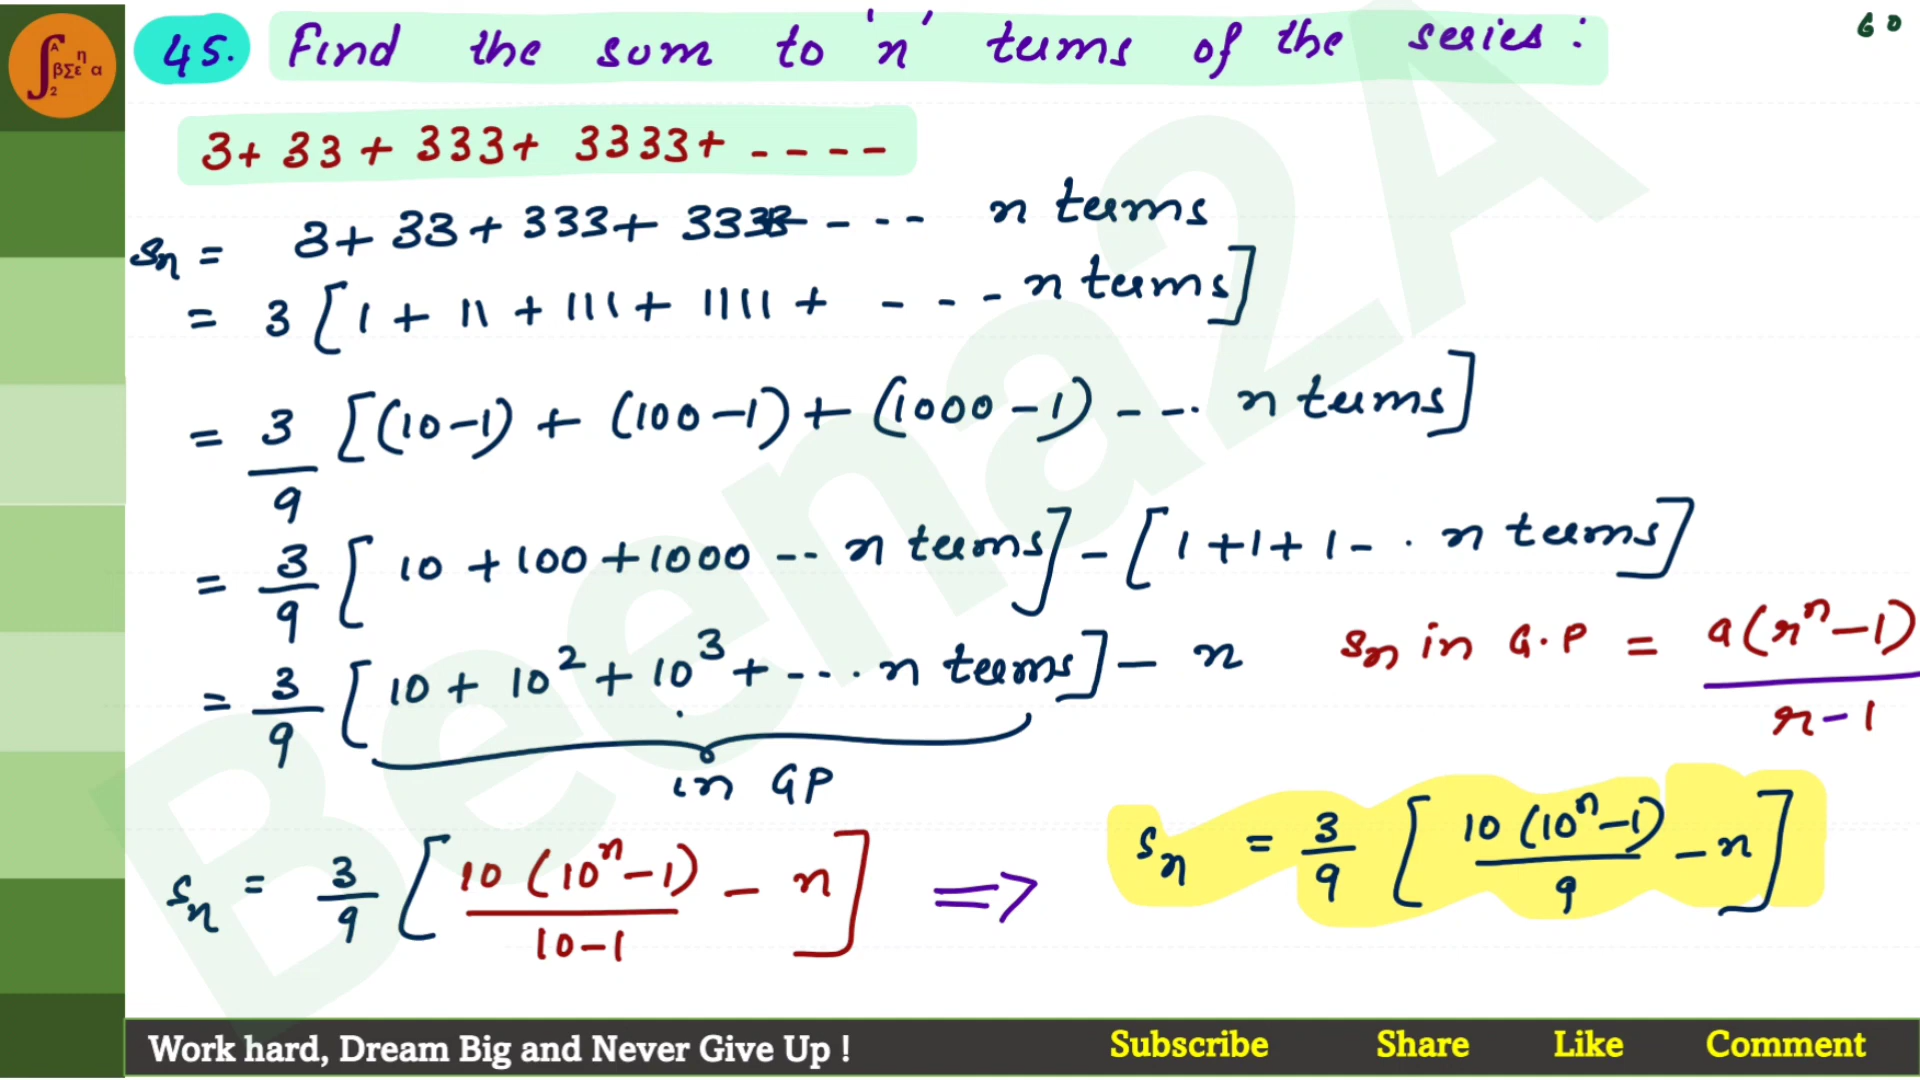 45. Find the sum to 'n' terms of the series :
60
3 + 33 + 333 + 3333 + - - - -
Sn = 3 + 33 + 333 + 3333 - - - n terms
= 3 [ 1 + 11 + 111 + 1111 + - - - n terms ]
= 3/9 [ (10-1) + (100-1) + (1000-1) - - . n terms ]
= 3/9 [ 10 + 100 + 1000 -- n terms ] - [ 1+1+1- . n terms ]
= 3/9 [ 10 + 10² + 10³ + - - - . n terms ] - n
in GP
Sn in G.P = a(rⁿ-1)/r-1
Sn = 3/9 [ 10 (10ⁿ-1)/10-1 - n ] ⇒ Sn = 3/9 [ 10 (10ⁿ-1)/9 - n ]
Beena2A
Work hard, Dream Big and Never Give Up !
Subscribe Share Like Comment